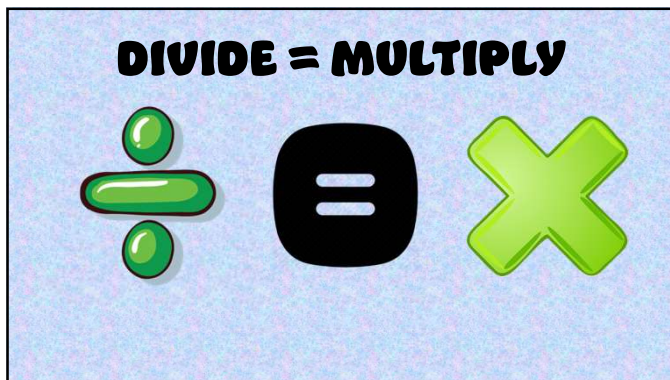 DIVIDE = MULTIPLY
÷ = ×